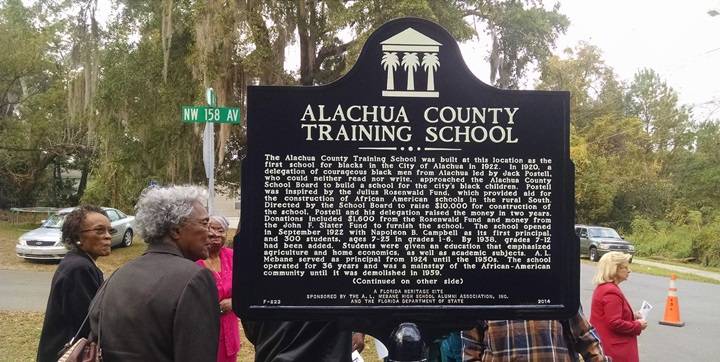 NW 158 AV
ALACHUA COUNTY
TRAINING SCHOOL
The Alachua County Training School was built at this location as the
first school for blacks in the City of Alachua in 1922. In 1920, a
delegation of courageous black men from Alachua led by Jack Postell,
who could neither read nor write, approached the Alachua County
School Board to build a school for the city's black children. Postell
was inspired by the Julius Rosenwald Fund, which provided aid for
the construction of African American schools in the rural South.
Directed by the School Board to raise $10,000 for construction of
the school, Postell and his delegation raised the money in two years.
Donations included $1,600 from the Rosenwald Fund and money from
the John F. Slater Fund to furnish the school. The school opened
in September 1922 with Napoleon B. Campbell as its first principal,
and 300 students, ages 7-25 in grades 1-6. By 1938, grades 7-12
had been added. Students were given an education that emphasized
agriculture and home economics, as well as academic subjects. A. L.
Mebane served as principal from 1924 until the 1950s. The school
operated for 36 years and was a mainstay of the African-American
community until it was demolished in 1959.
(Continued on other side)
A FLORIDA HERITAGE SITE
SPONSORED BY THE A. L. MEBANE HIGH SCHOOL ALUMNI ASSOCIATION, INC.
F-822 AND THE FLORIDA DEPARTMENT OF STATE 2014